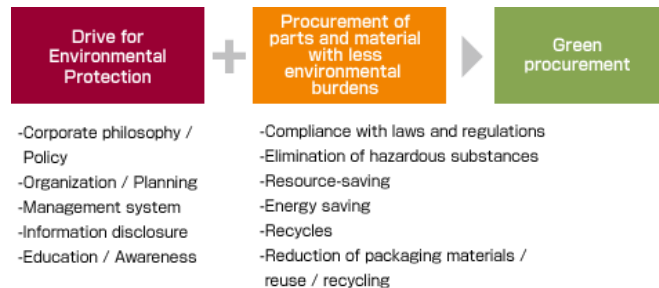 Drive for
Environmental
Protection
+
Procurement of
parts and material
with less
environmental
burdens
Green
procurement
-Corporate philosophy /
Policy
-Organization / Planning
-Management system
-Information disclosure
-Education / Awareness
-Compliance with laws and regulations
-Elimination of hazardous substances
-Resource-saving
-Energy saving
-Recycles
-Reduction of packaging materials /
reuse / recycling